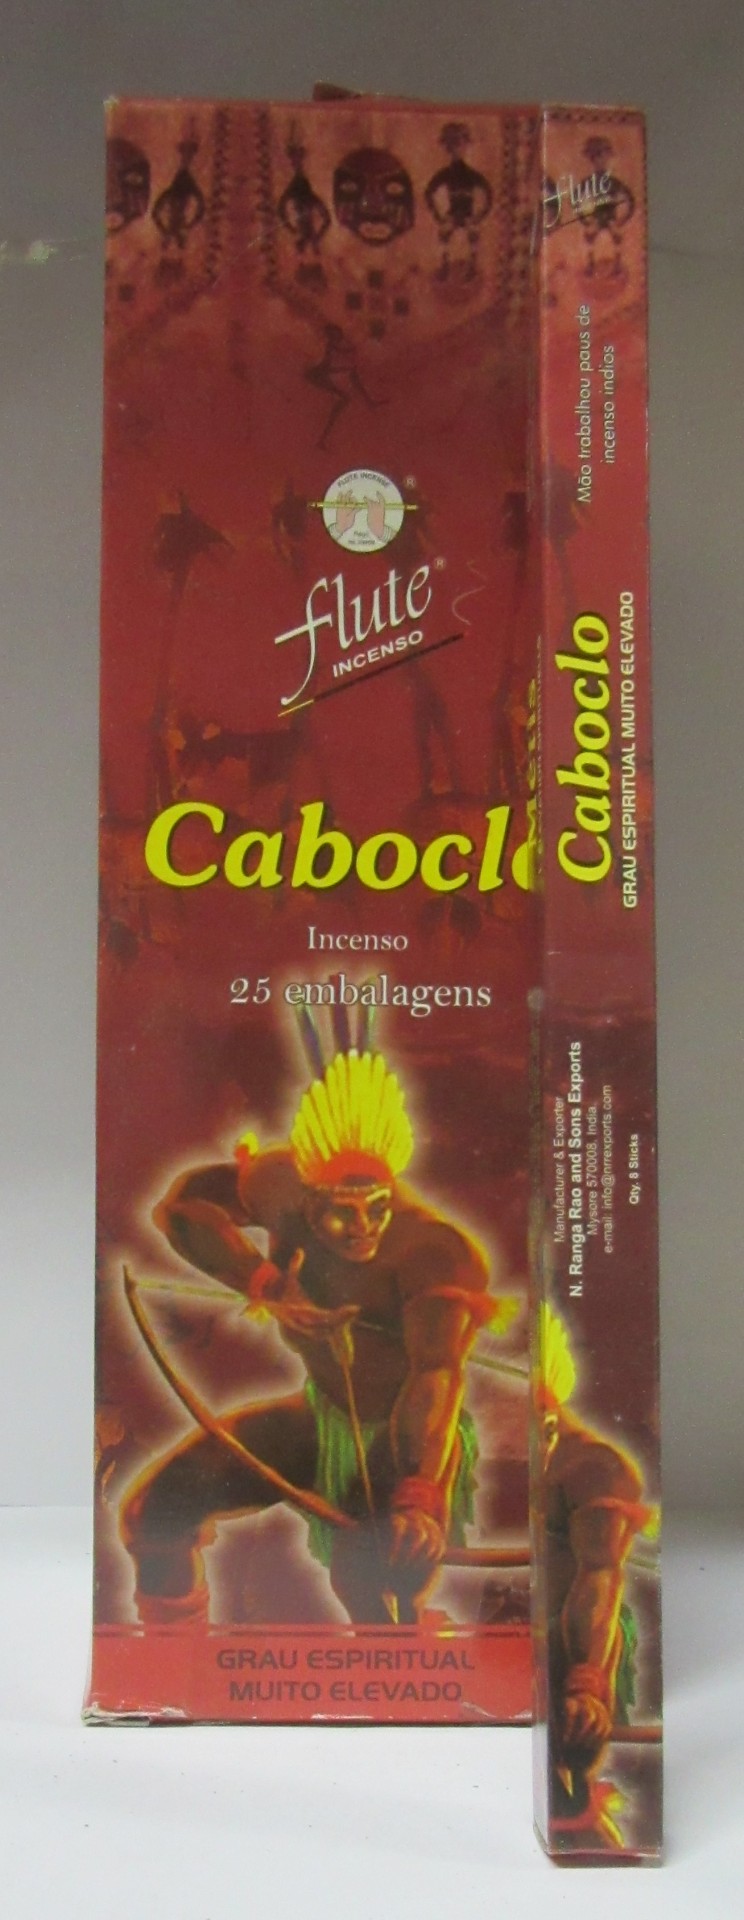 FLUTE INCENSE
flute
INCENSO
Caboclo
Incenso
25 embalagens
GRAU ESPIRITUAL
MUITO ELEVADO
flute
Mão trabalhou paus de
incenso indios
Caboclo
GRAU ESPIRITUAL MUITO ELEVADO
Manufacturer & Exporter
N. Ranga Rao and Sons Exports
Mysore 570008. India.
e-mail: info@nrrexports.com
Qty. 8 Sticks